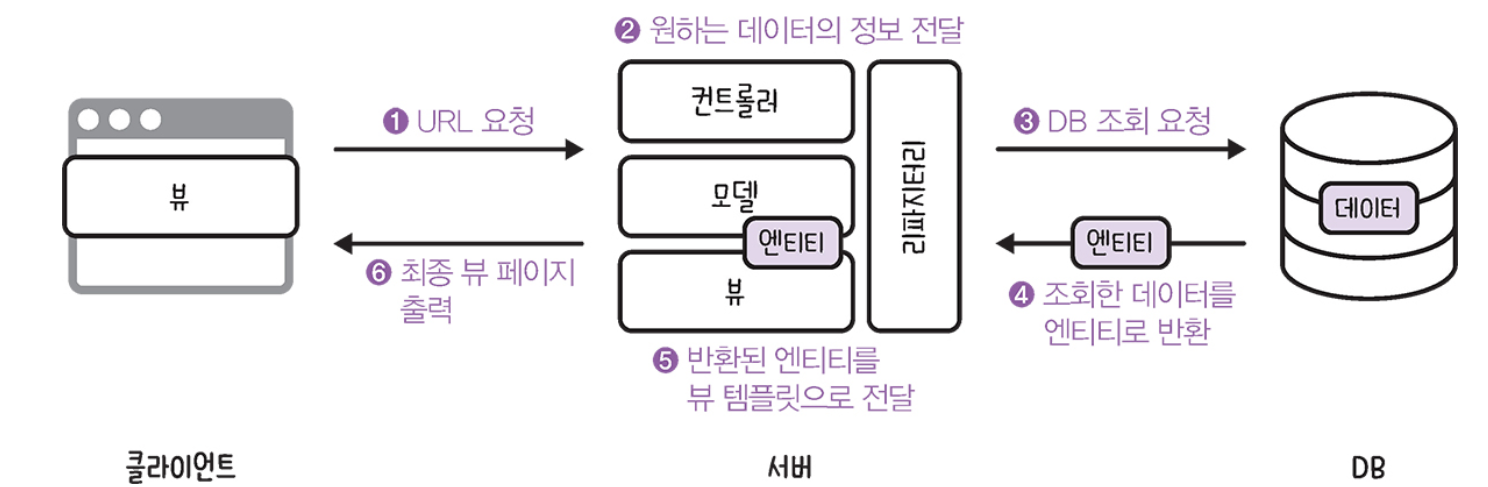 ❷ 원하는 데이터의 정보 전달
❶ URL 요청
컨트롤러
❸ DB 조회 요청
뷰
모델
리파지터리
데이터
엔티티
엔티티
❻ 최종 뷰 페이지
출력
뷰
❹ 조회한 데이터를
엔티티로 반환
❺ 반환된 엔티티를
뷰 템플릿으로 전달
클라이언트
서버
DB